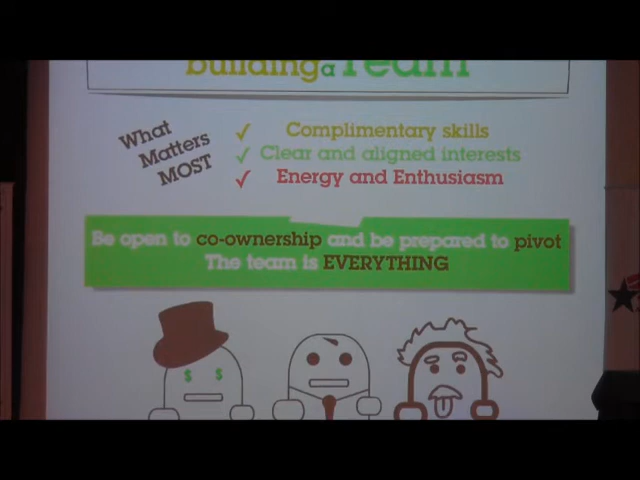 building a Team
What
Matters
MOST
✓ Complimentary skills
✓ Clear and aligned interests
✓ Energy and Enthusiasm
Be open to co-ownership and be prepared to pivot
The team is EVERYTHING
$ $